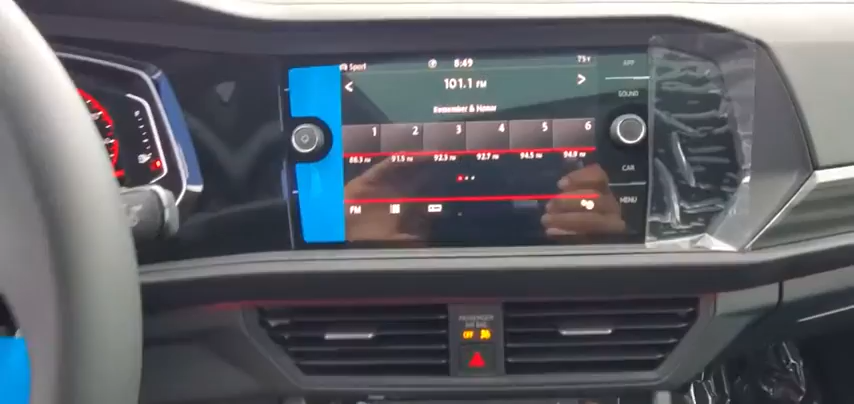 Sport 8:49 75°F
101.1 FM
Remember & Honor
1 2 3 4 5 6
88.3 FM 91.5 FM 92.3 FM 92.7 FM 94.5 FM 94.9 FM
FM
APP
SOUND
CAR
MENU
PASSENGER
AIR BAG
OFF